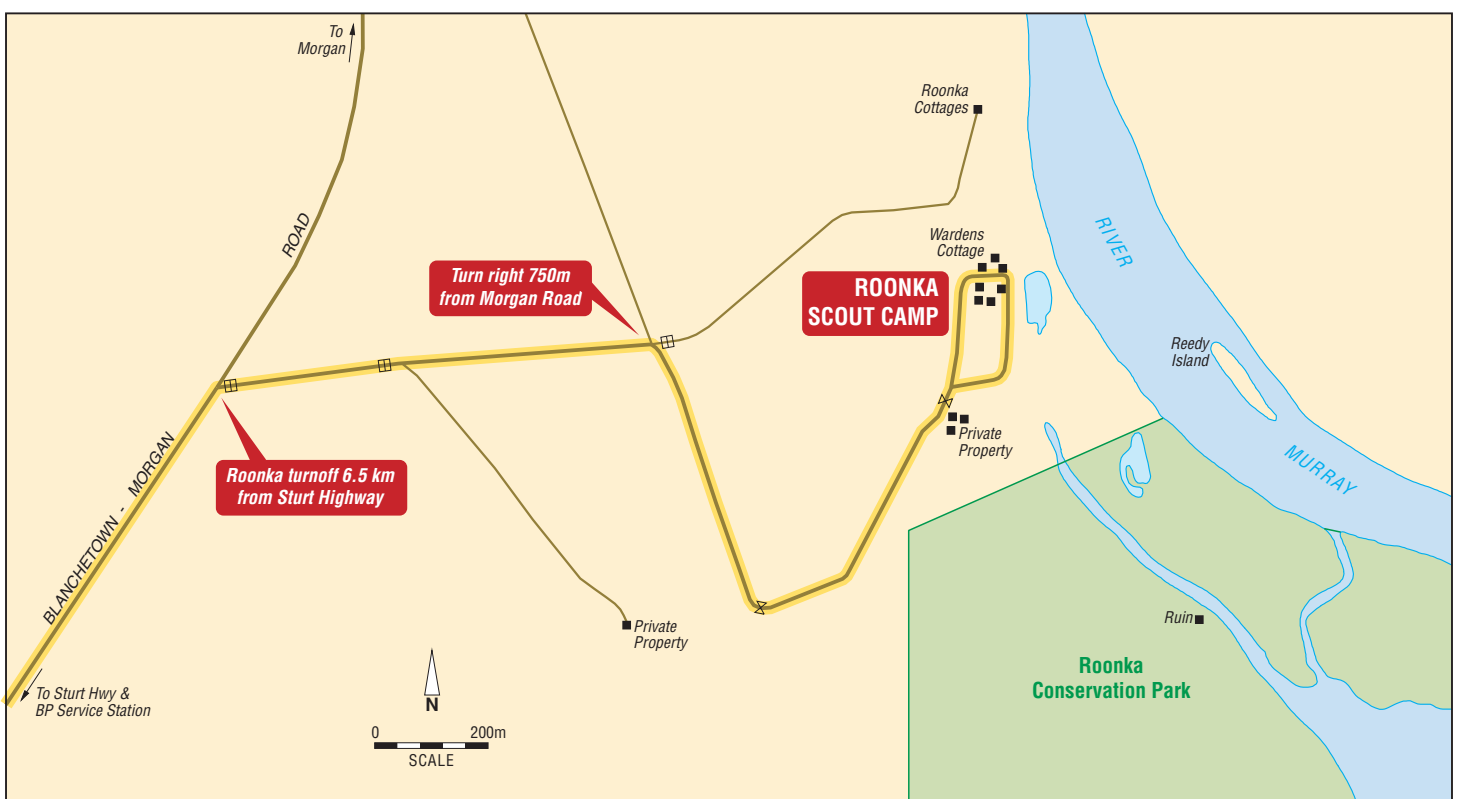 To
Morgan
Roonka
Cottages
ROAD
RIVER
Wardens
Cottage
Turn right 750m
from Morgan Road
ROONKA
SCOUT CAMP
Reedy
Island
Private
Property
MURRAY
Roonka turnoff 6.5 km
from Sturt Highway
BLANCHETOWN - MORGAN
Ruin
Private
Property
Roonka
Conservation Park
To Sturt Hwy &
BP Service Station
N
0 200m
SCALE